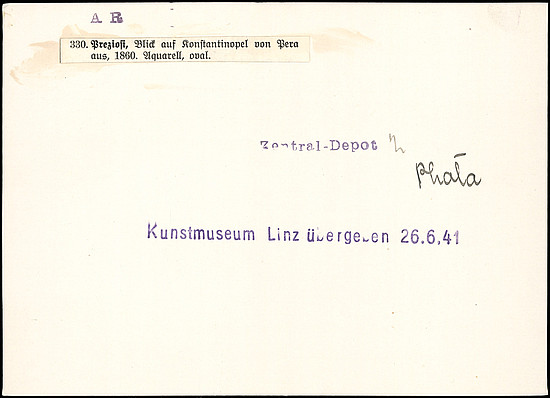 A R
330. Preziosi, Blick auf Konstantinopel von Pera
aus, 1860. Aquarell, oval.
Zentral-Depot
Kunstmuseum Linz übergeben 26.6.41